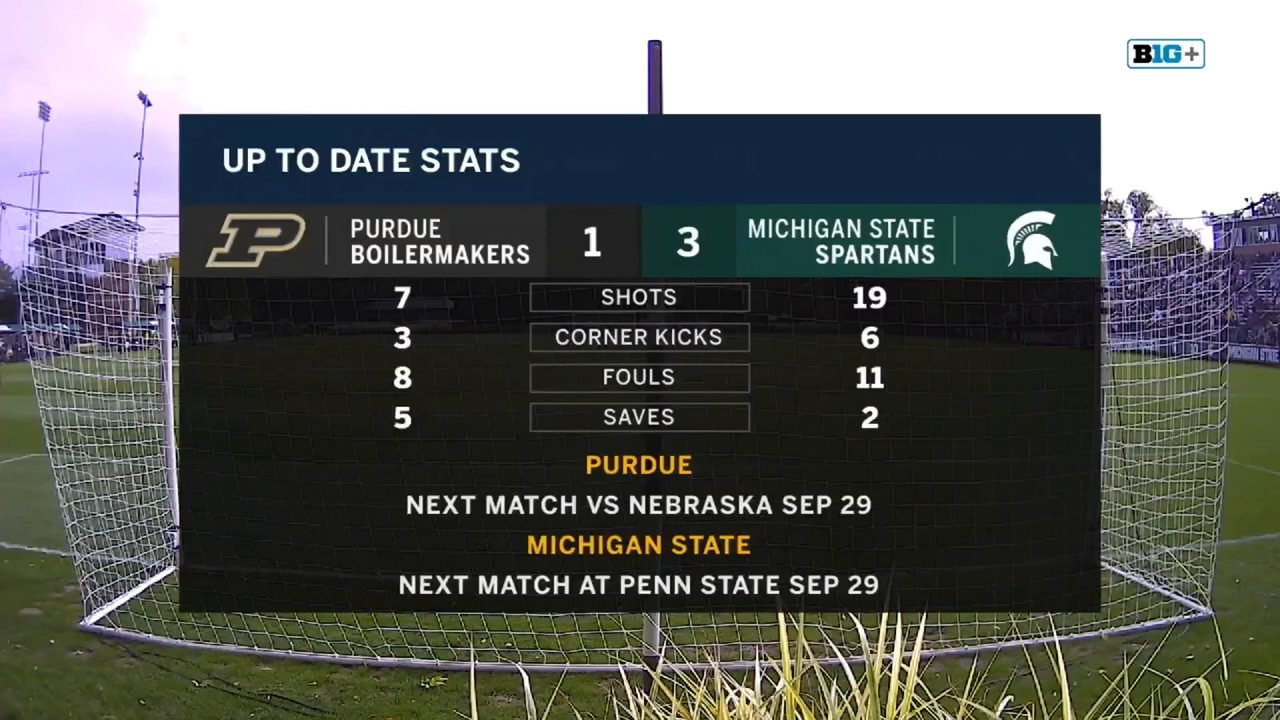 B1G+
UP TO DATE STATS
P
PURDUE
BOILERMAKERS
1
3
MICHIGAN STATE
SPARTANS
7 SHOTS 19
3 CORNER KICKS 6
8 FOULS 11
5 SAVES 2
PURDUE
NEXT MATCH VS NEBRASKA SEP 29
MICHIGAN STATE
NEXT MATCH AT PENN STATE SEP 29